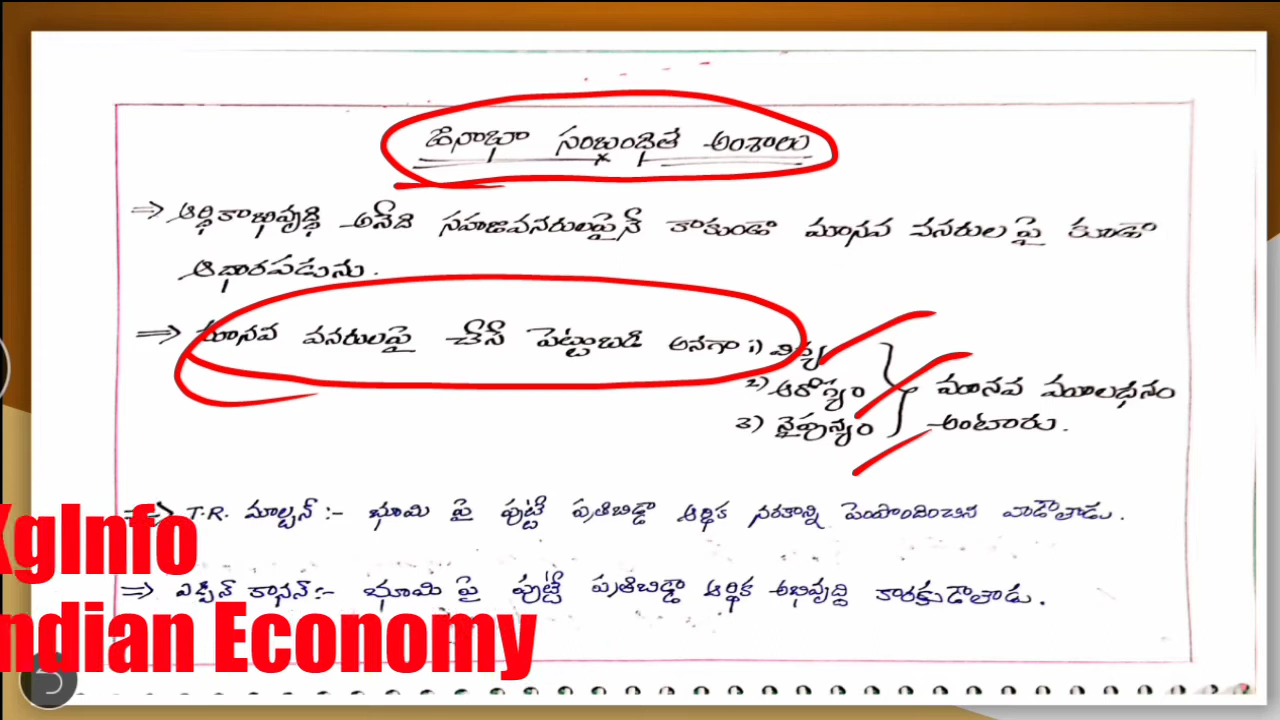 జనాభా సంబంధిత అంశాలు
⇒ ఆర్థికాభివృద్ధి అనేది సహజవనరులపైనే కాకుండా మానవ వనరుల పై కూడా
ఆధారపడును.
⇒ మానవ వనరులపై చేసే పెట్టుబడి అనగా 1) విద్య
2) ఆరోగ్యం
3) నైపుణ్యం
మానవ మూలధనం
అంటారు.
⇒ T.R. మాల్థస్ :- భూమి పై పుట్టే ప్రతిబిడ్డా ఆర్థిక నరకాన్ని పెంపొందించిన వాడౌతాడు.
⇒ ఎడ్విన్ కానన్ :- భూమి పై పుట్టే ప్రతిబిడ్డా ఆర్థిక అభివృద్ధి కారకుడౌతాడు.
KgInfo
Indian Economy